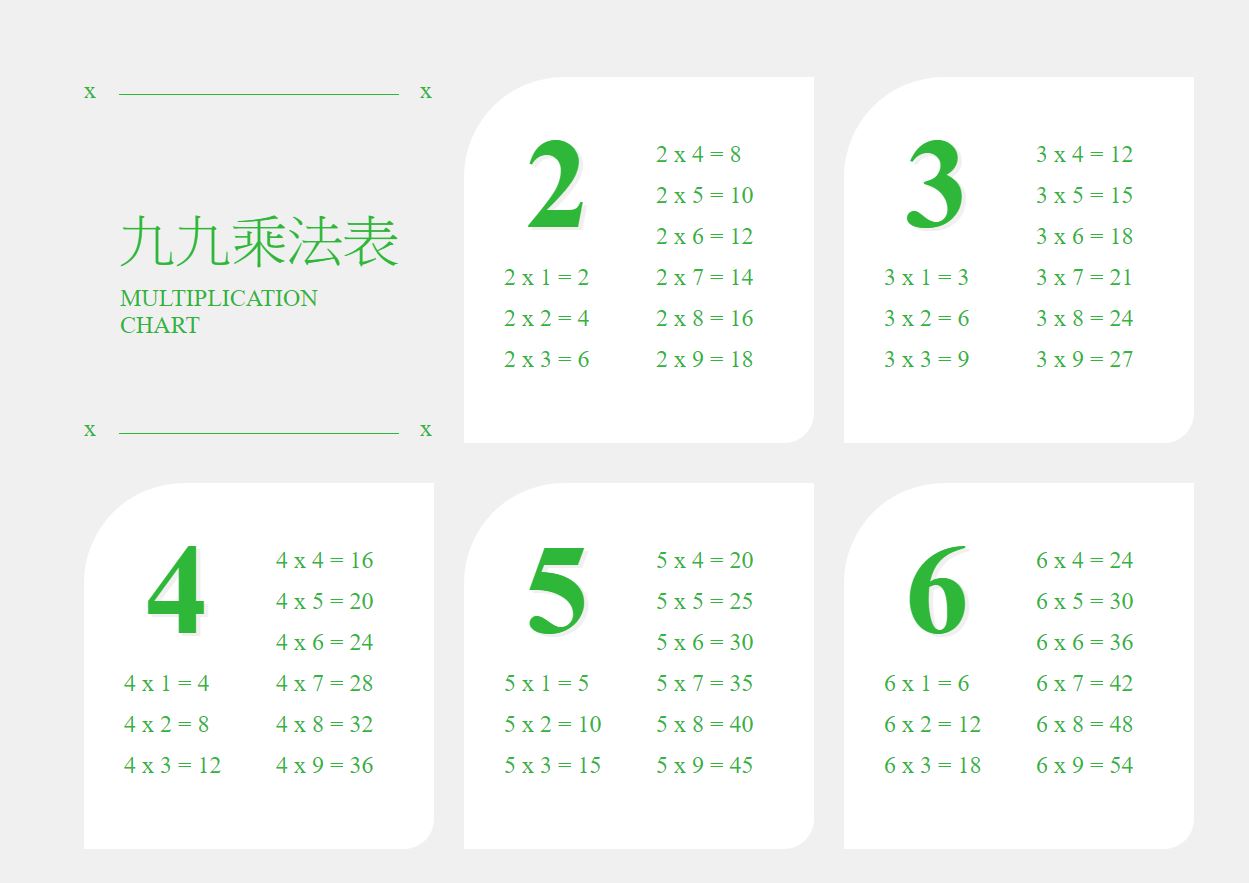 x x
九九乘法表
MULTIPLICATION
CHART
x x
2
2 x 1 = 2
2 x 2 = 4
2 x 3 = 6
2 x 4 = 8
2 x 5 = 10
2 x 6 = 12
2 x 7 = 14
2 x 8 = 16
2 x 9 = 18
3
3 x 1 = 3
3 x 2 = 6
3 x 3 = 9
3 x 4 = 12
3 x 5 = 15
3 x 6 = 18
3 x 7 = 21
3 x 8 = 24
3 x 9 = 27
4
4 x 1 = 4
4 x 2 = 8
4 x 3 = 12
4 x 4 = 16
4 x 5 = 20
4 x 6 = 24
4 x 7 = 28
4 x 8 = 32
4 x 9 = 36
5
5 x 1 = 5
5 x 2 = 10
5 x 3 = 15
5 x 4 = 20
5 x 5 = 25
5 x 6 = 30
5 x 7 = 35
5 x 8 = 40
5 x 9 = 45
6
6 x 1 = 6
6 x 2 = 12
6 x 3 = 18
6 x 4 = 24
6 x 5 = 30
6 x 6 = 36
6 x 7 = 42
6 x 8 = 48
6 x 9 = 54